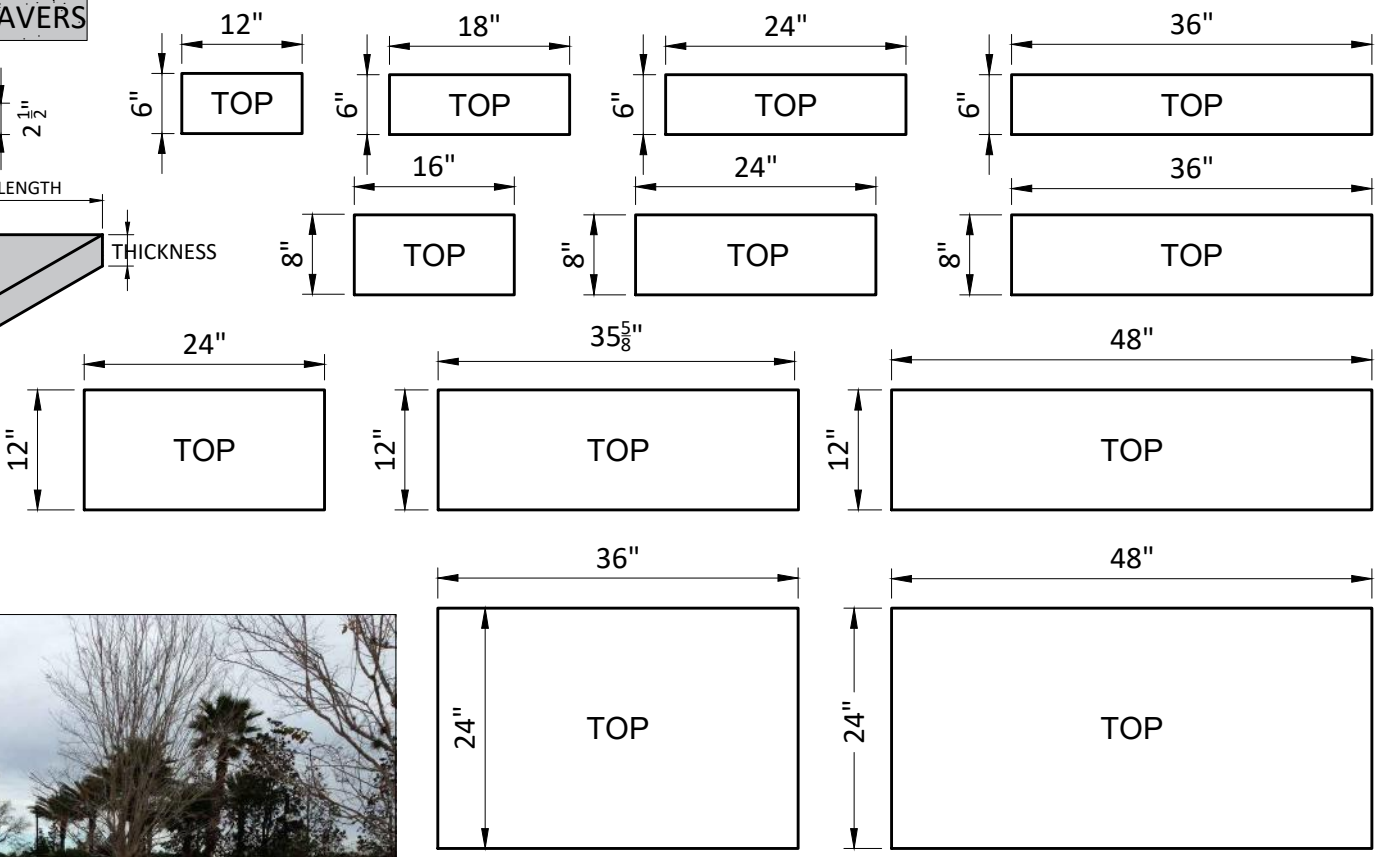 AVERS
12" 18" 24" 36"
6" TOP 6" TOP 6" TOP 6" TOP
2 1/2"
LENGTH
THICKNESS
16" 24" 36"
8" TOP 8" TOP 8" TOP
24" 35 5/8" 48"
12" TOP 12" TOP 12" TOP
36" 48"
24" TOP 24" TOP